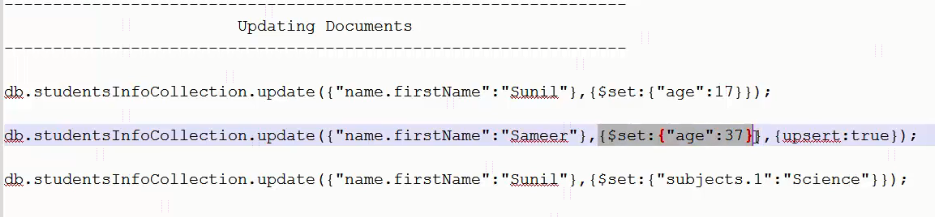 ----------------------------------------------------------------
Updating Documents
----------------------------------------------------------------
db.studentsInfoCollection.update({"name.firstName":"Sunil"},{$set:{"age":17}});
db.studentsInfoCollection.update({"name.firstName":"Sameer"},{$set:{"age":37}},{upsert:true});
db.studentsInfoCollection.update({"name.firstName":"Sunil"},{$set:{"subjects.1":"Science"}});